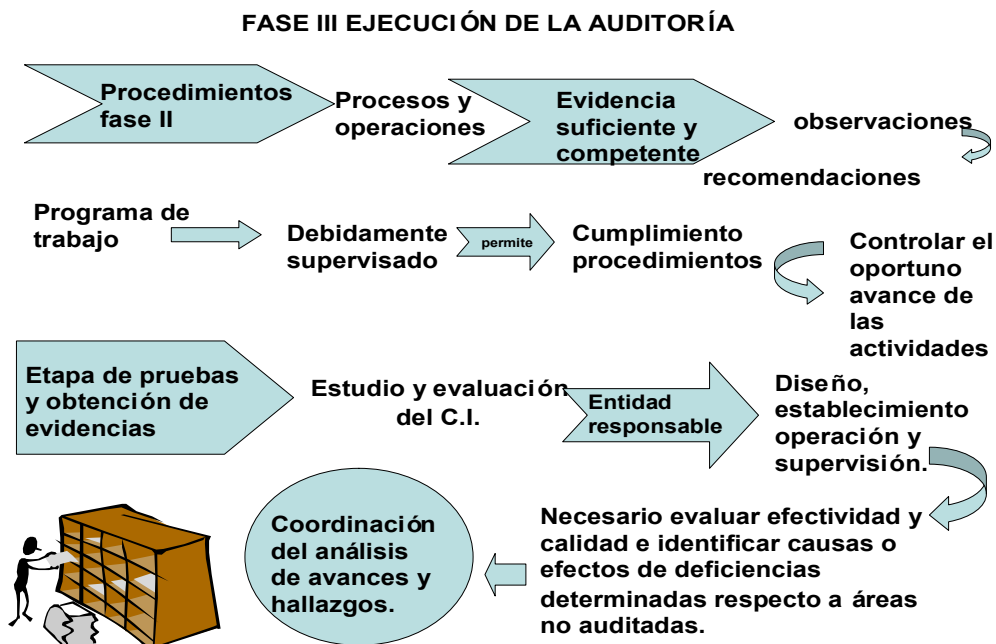 FASE III EJECUCIÓN DE LA AUDITORÍA
Procedimientos
fase II
Procesos y
operaciones
Evidencia
suficiente y
competente
observaciones
recomendaciones
Programa de
trabajo
Debidamente
supervisado
permite
Cumplimiento
procedimientos
Controlar el
oportuno
avance de
las
actividades
Etapa de pruebas
y obtención de
evidencias
Estudio y evaluación
del C.I.
Entidad
responsable
Diseño,
establecimiento
operación y
supervisión.
Necesario evaluar efectividad y
calidad e identificar causas o
efectos de deficiencias
determinadas respecto a áreas
no auditadas.
Coordinación
del análisis
de avances y
hallazgos.